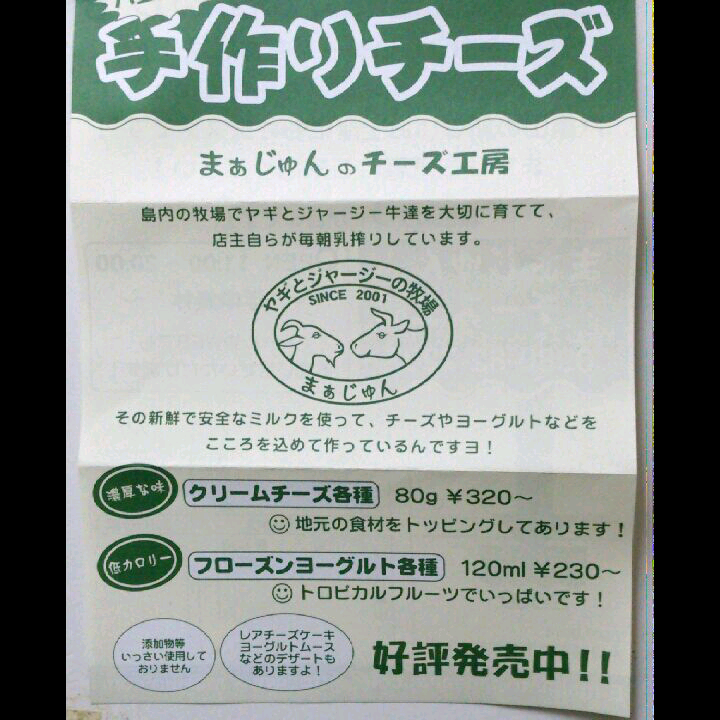 手作りチーズ
まぁじゅんのチーズ工房
島内の牧場でヤギとジャージー牛達を大切に育てて、
店主自らが毎朝乳搾りしています。
ヤギとジャージーの牧場
SINCE 2001
まぁじゅん
その新鮮で安全なミルクを使って、チーズやヨーグルトなどを
こころを込めて作っているんですヨ!
濃厚な味 クリームチーズ各種 80g ¥320〜
地元の食材をトッピングしてあります!
低カロリー フローズンヨーグルト各種 120ml ¥230〜
トロピカルフルーツでいっぱいです!
添加物等
いっさい使用して
おりません
レアチーズケーキ
ヨーグルトムース
などのデザートも
ありますよ!
好評発売中!!